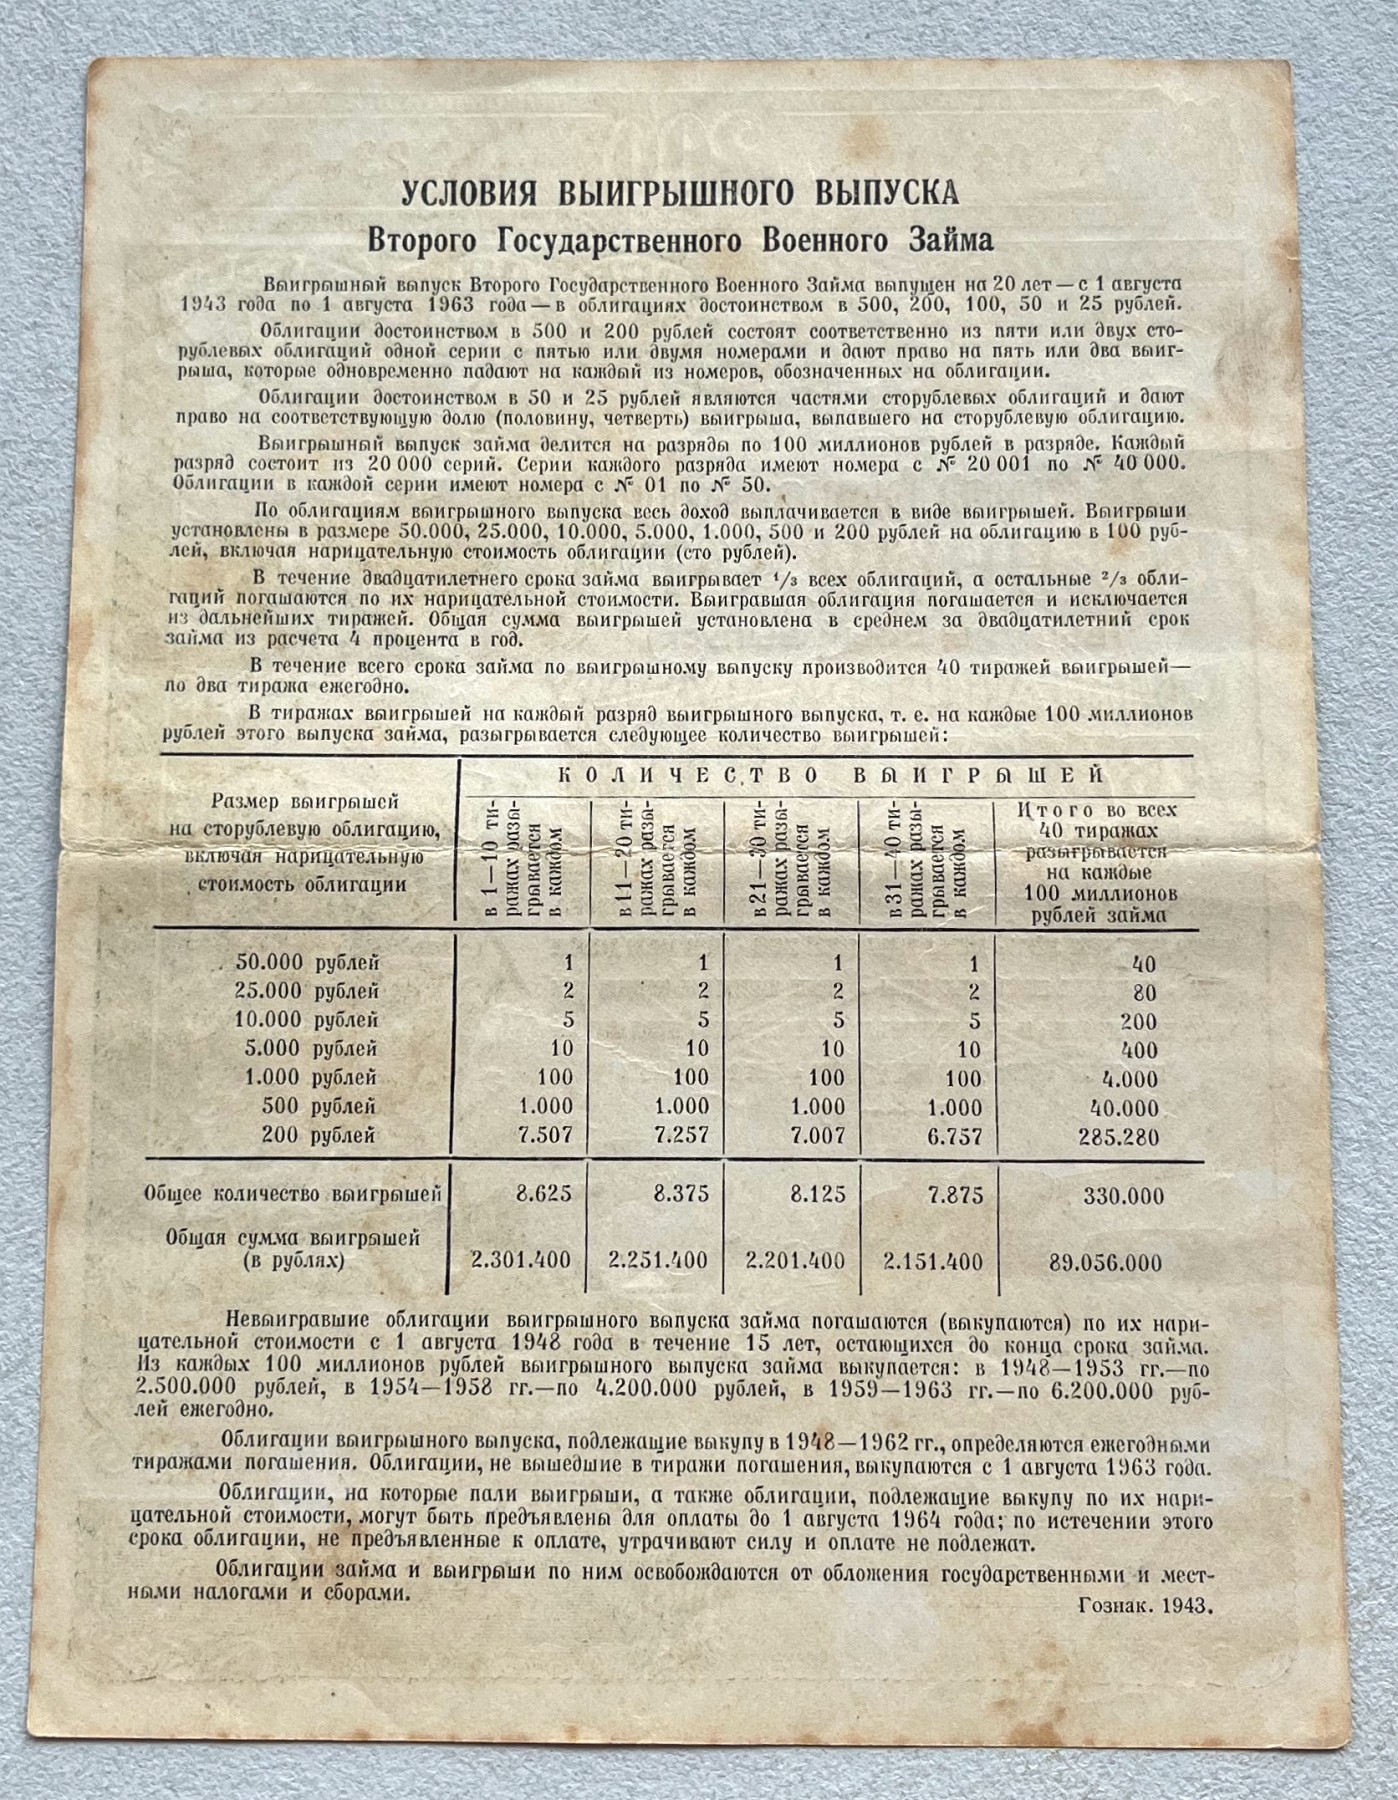 УСЛОВИЯ ВЫИГРЫШНОГО ВЫПУСКА
Второго Государственного Военного Займа
Выигрышный выпуск Второго Государственного Военного Займа выпущен на 20 лет — с 1 августа
1943 года по 1 августа 1963 года — в облигациях достоинством в 500, 200, 100, 50 и 25 рублей.
Облигации достоинством в 500 и 200 рублей состоят соответственно из пяти или двух сто-
рублевых облигаций одной серии с пятью или двумя номерами и дают право на пять или два выиг-
рыша, которые одновременно падают на каждый из номеров, обозначенных на облигации.
Облигации достоинством в 50 и 25 рублей являются частями сторублевых облигаций и дают
право на соответствующую долю (половину, четверть) выигрыша, выпавшего на сторублевую облигацию.
Выигрышный выпуск займа делится на разряды по 100 миллионов рублей в разряде. Каждый
разряд состоит из 20 000 серий. Серии каждого разряда имеют номера с № 20 001 по № 40 000.
Облигации в каждой серии имеют номера с № 01 по № 50.
По облигациям выигрышного выпуска весь доход выплачивается в виде выигрышей. Выигрыши
установлены в размере 50.000, 25.000, 10.000, 5.000, 1.000, 500 и 200 рублей на облигацию в 100 руб-
лей, включая нарицательную стоимость облигации (сто рублей).
В течение двадцатилетнего срока займа выигрывает 1/3 всех облигаций, а остальные 2/3 обли-
гаций погашаются по их нарицательной стоимости. Выигравшая облигация погашается и исключается
из дальнейших тиражей. Общая сумма выигрышей установлена в среднем за двадцатилетний срок
займа из расчета 4 процента в год.
В течение всего срока займа по выигрышному выпуску производится 40 тиражей выигрышей—
по два тиража ежегодно.
В тиражах выигрышей на каждый разряд выигрышного выпуска, т. е. на каждые 100 миллионов
рублей этого выпуска займа, разыгрывается следующее количество выигрышей:
КОЛИЧЕСТВО ВЫИГРЫШЕЙ
Размер выигрышей
на сторублевую облигацию,
включая нарицательную
стоимость облигации
в 1—10 ти-
ражах разы-
грывается
в каждом
в 11—20 ти-
ражах разы-
грывается
в каждом
в 21—30 ти-
ражах разы-
грывается
в каждом
в 31—40 ти-
ражах разы-
грывается
в каждом
Итого во всех
40 тиражах
разыгрывается
на каждые
100 миллионов
рублей займа
50.000 рублей 1 1 1 1 40
25.000 рублей 2 2 2 2 80
10.000 рублей 5 5 5 5 200
5.000 рублей 10 10 10 10 400
1.000 рублей 100 100 100 100 4.000
500 рублей 1.000 1.000 1.000 1.000 40.000
200 рублей 7.507 7.257 7.007 6.757 285.280
Общее количество выигрышей 8.625 8.375 8.125 7.875 330.000
Общая сумма выигрышей
(в рублях) 2.301.400 2.251.400 2.201.400 2.151.400 89.056.000
Невыигравшие облигации выигрышного выпуска займа погашаются (выкупаются) по их нари-
цательной стоимости с 1 августа 1948 года в течение 15 лет, остающихся до конца срока займа.
Из каждых 100 миллионов рублей выигрышного выпуска займа выкупается: в 1948—1953 гг.—по
2.500.000 рублей, в 1954—1958 гг.—по 4.200.000 рублей, в 1959—1963 гг.—по 6.200.000 руб-
лей ежегодно.
Облигации выигрышного выпуска, подлежащие выкупу в 1948—1962 гг., определяются ежегодными
тиражами погашения. Облигации, не вышедшие в тиражи погашения, выкупаются с 1 августа 1963 года.
Облигации, на которые пали выигрыши, а также облигации, подлежащие выкупу по их нари-
цательной стоимости, могут быть предъявлены для оплаты до 1 августа 1964 года; по истечении этого
срока облигации, не предъявленные к оплате, утрачивают силу и оплате не подлежат.
Облигации займа и выигрыши по ним освобождаются от обложения государственными и мест-
ными налогами и сборами.
Гознак. 1943.